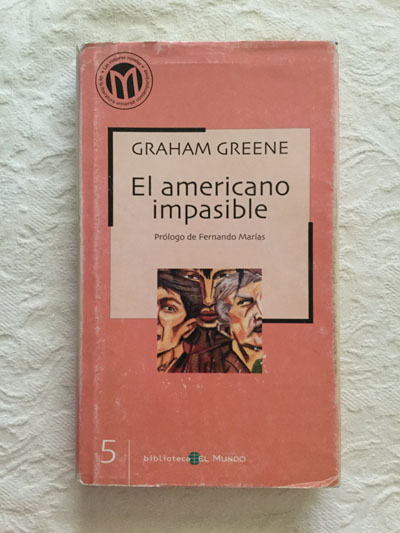 M
GRAHAM GREENE
El americano
impasible
Prólogo de Fernando Marías
5
biblioteca EL MUNDO